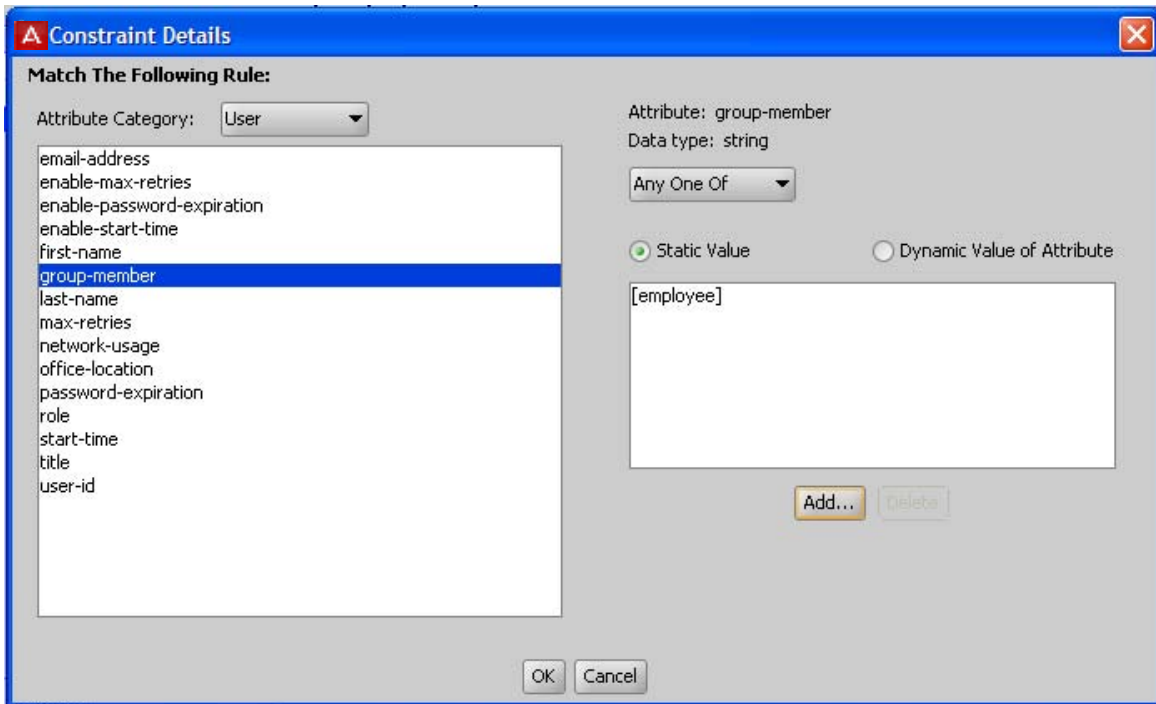 A Constraint Details
Match The Following Rule:
Attribute Category: User
email-address
enable-max-retries
enable-password-expiration
enable-start-time
first-name
group-member
last-name
max-retries
network-usage
office-location
password-expiration
role
start-time
title
user-id
Attribute: group-member
Data type: string
Any One Of
Static Value Dynamic Value of Attribute
[employee]
Add... Delete
OK Cancel